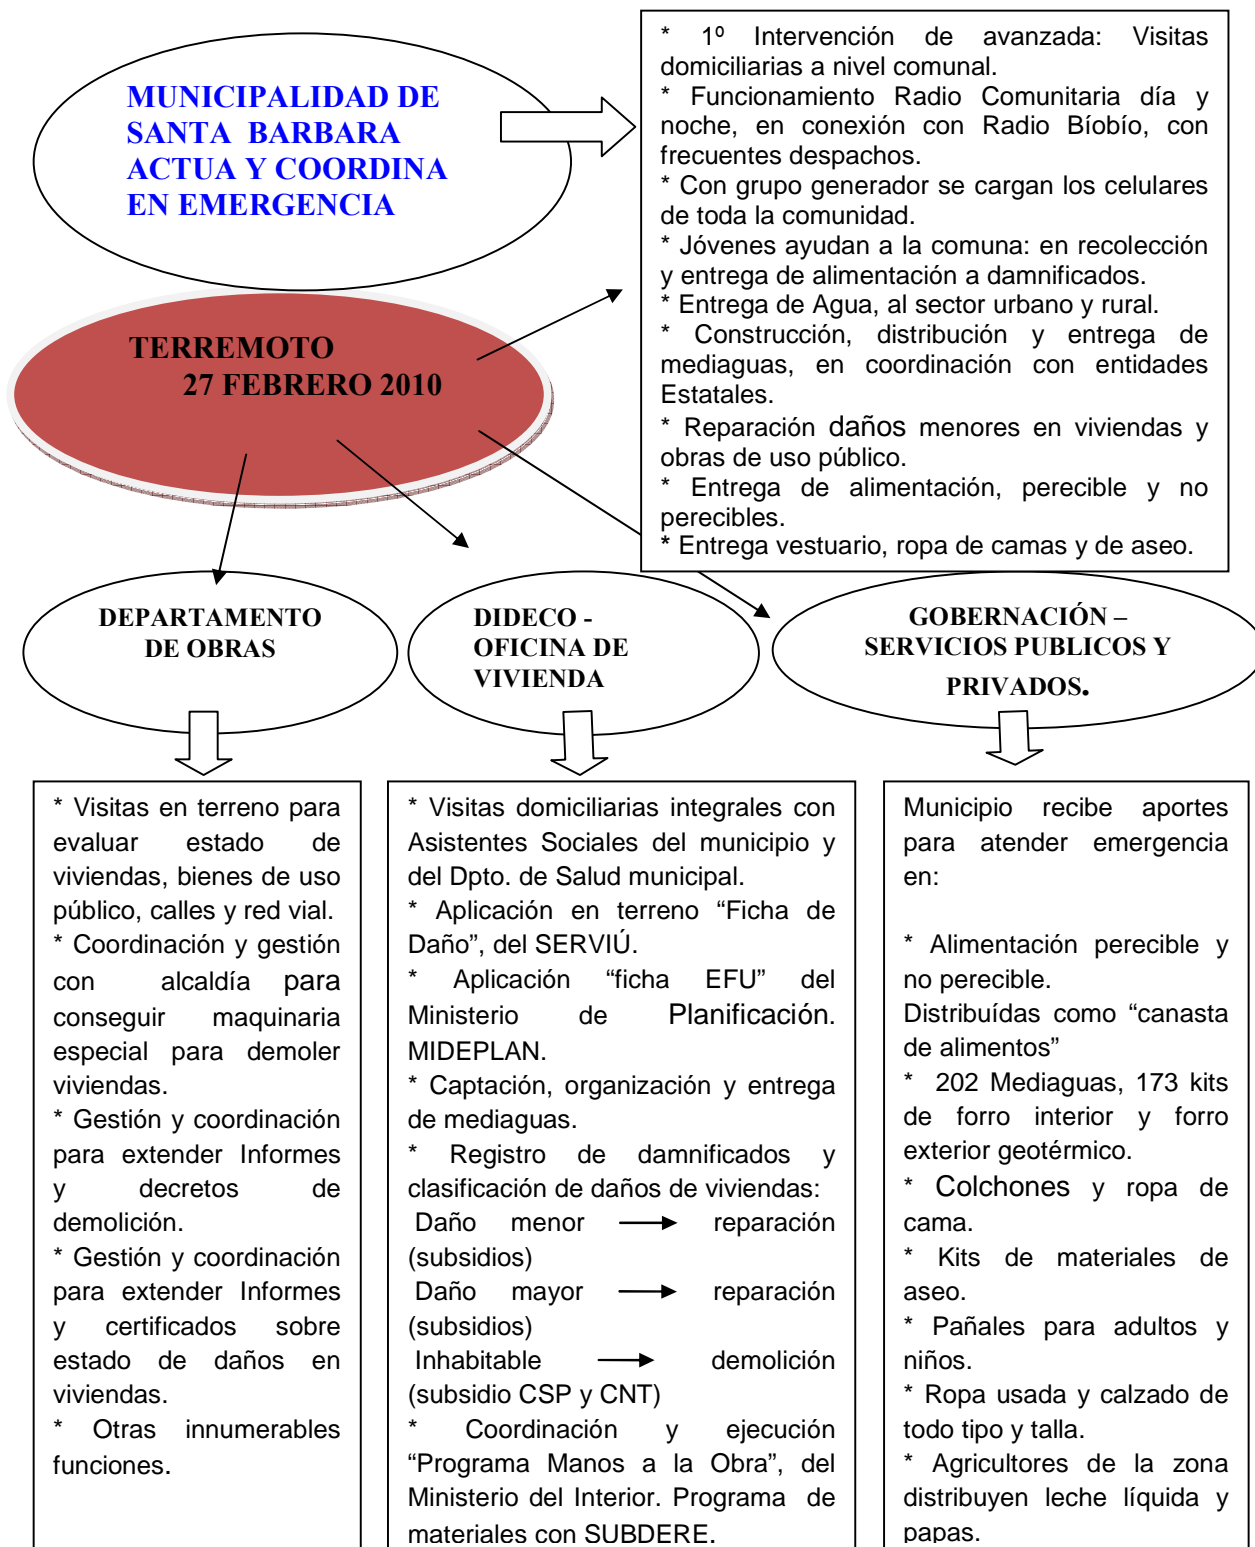 MUNICIPALIDAD DE
SANTA BARBARA
ACTUA Y COORDINA
EN EMERGENCIA
* 1º Intervención de avanzada: Visitas
domiciliarias a nivel comunal.
* Funcionamiento Radio Comunitaria día y
noche, en conexión con Radio Bíobío, con
frecuentes despachos.
* Con grupo generador se cargan los celulares
de toda la comunidad.
* Jóvenes ayudan a la comuna: en recolección
y entrega de alimentación a damnificados.
* Entrega de Agua, al sector urbano y rural.
* Construcción, distribución y entrega de
mediaguas, en coordinación con entidades
Estatales.
* Reparación daños menores en viviendas y
obras de uso público.
* Entrega de alimentación, perecible y no
perecibles.
* Entrega vestuario, ropa de camas y de aseo.
TERREMOTO
27 FEBRERO 2010
DEPARTAMENTO
DE OBRAS
DIDECO -
OFICINA DE
VIVIENDA
GOBERNACIÓN –
SERVICIOS PUBLICOS Y
PRIVADOS.
* Visitas en terreno para
evaluar estado de
viviendas, bienes de uso
público, calles y red vial.
* Coordinación y gestión
con alcaldía para
conseguir maquinaria
especial para demoler
viviendas.
* Gestión y coordinación
para extender Informes
y decretos de
demolición.
* Gestión y coordinación
para extender Informes
y certificados sobre
estado de daños en
viviendas.
* Otras innumerables
funciones.
* Visitas domiciliarias integrales con
Asistentes Sociales del municipio y
del Dpto. de Salud municipal.
* Aplicación en terreno “Ficha de
Daño”, del SERVIÚ.
* Aplicación “ficha EFU” del
Ministerio de Planificación.
MIDEPLAN.
* Captación, organización y entrega
de mediaguas.
* Registro de damnificados y
clasificación de daños de viviendas:
Daño menor → reparación
(subsidios)
Daño mayor → reparación
(subsidios)
Inhabitable → demolición
(subsidio CSP y CNT)
* Coordinación y ejecución
“Programa Manos a la Obra”, del
Ministerio del Interior. Programa de
materiales con SUBDERE.
Municipio recibe aportes
para atender emergencia
en:
* Alimentación perecible y
no perecible.
Distribuídas como “canasta
de alimentos”
* 202 Mediaguas, 173 kits
de forro interior y forro
exterior geotérmico.
* Colchones y ropa de
cama.
* Kits de materiales de
aseo.
* Pañales para adultos y
niños.
* Ropa usada y calzado de
todo tipo y talla.
* Agricultores de la zona
distribuyen leche líquida y
papas.